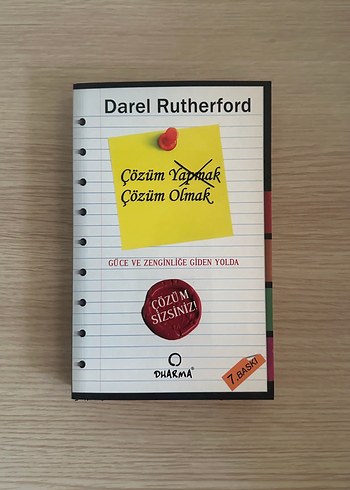 Darel Rutherford
Çözüm Yapmak
Çözüm Olmak
GÜCE VE ZENGİNLİĞE GİDEN YOLDA
ÇÖZÜM
SİZSİNİZ!
DHARMA®
7. BASKI